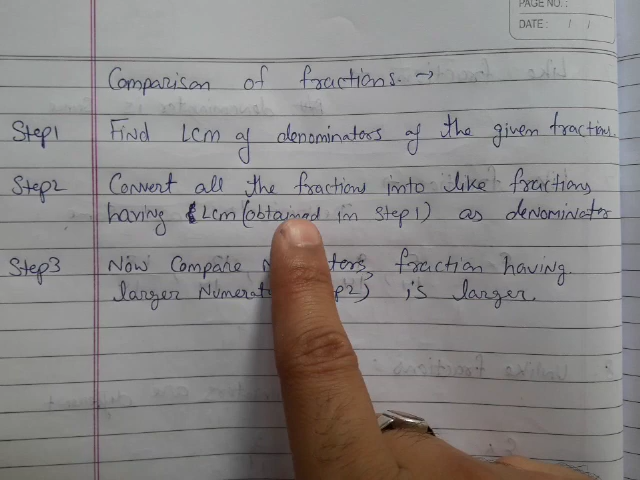 PAGE NO.:
DATE: / /
Comparison of fractions. →
Step1 Find LCM of denominators of the given fractions
Step2 Convert all the fractions into like fractions
having LCM (obtained in step1) as denominator
Step3 Now Compare fraction having
larger is larger.